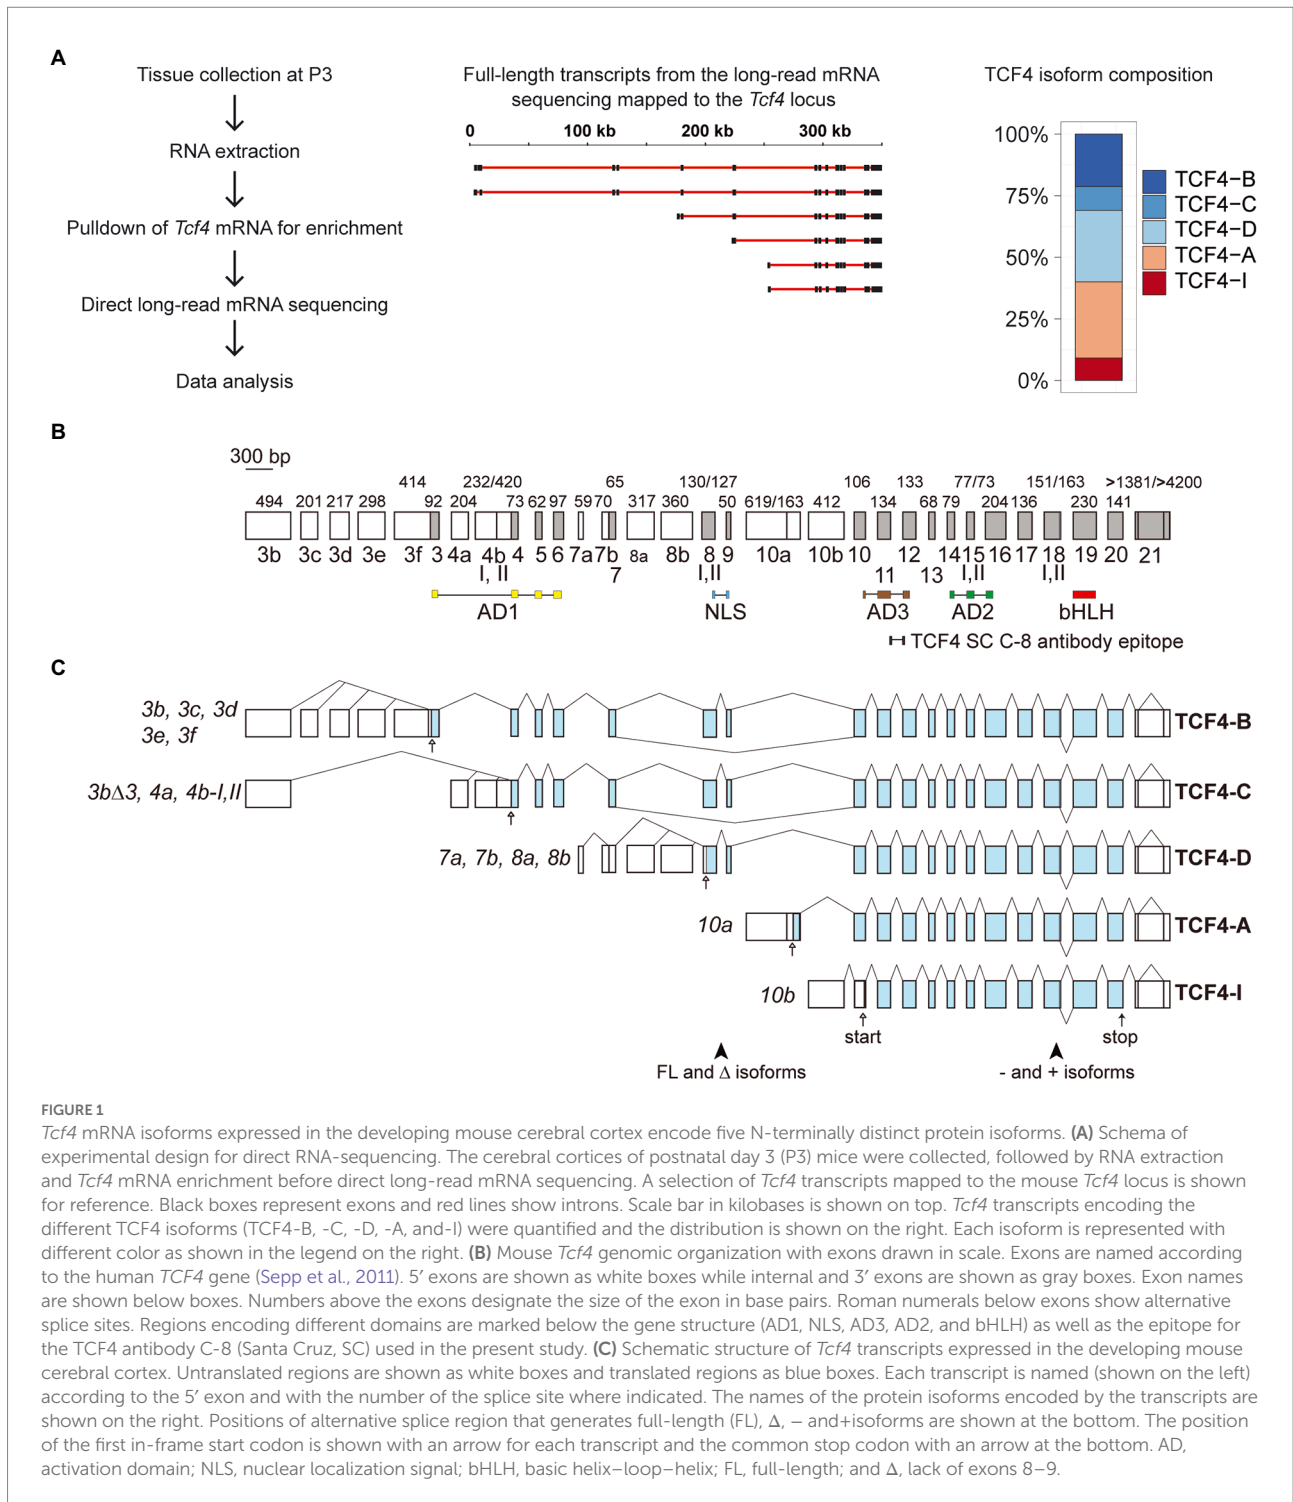 A
Tissue collection at P3
RNA extraction
Pulldown of Tcf4 mRNA for enrichment
Direct long-read mRNA sequencing
Data analysis
Full-length transcripts from the long-read mRNA
sequencing mapped to the Tcf4 locus
0 100 kb 200 kb 300 kb
TCF4 isoform composition
100%
75%
50%
25%
0%
TCF4−B
TCF4−C
TCF4−D
TCF4−A
TCF4−I
B
300 bp
414 232/420 65 130/127 106 133 77/73 151/163 >1381/>4200
494 201 217 298 92 204 73 62 97 59 70 317 360 50 619/163 412 134 68 79 204 136 230 141
3b 3c 3d 3e 3f 3 4a 4b 4 5 6 7a 7b 8a 8b 8 9 10a 10b 10 12 14 15 16 17 18 19 20 21
I, II 7 I,II 11 13 I,II I,II
AD1 NLS AD3 AD2 bHLH
TCF4 SC C-8 antibody epitope
C
3b, 3c, 3d
3e, 3f
TCF4-B
3bΔ3, 4a, 4b-I,II TCF4-C
7a, 7b, 8a, 8b TCF4-D
10a TCF4-A
10b TCF4-I
start stop
FL and Δ isoforms - and + isoforms
FIGURE 1
Tcf4 mRNA isoforms expressed in the developing mouse cerebral cortex encode five N-terminally distinct protein isoforms. (A) Schema of
experimental design for direct RNA-sequencing. The cerebral cortices of postnatal day 3 (P3) mice were collected, followed by RNA extraction
and Tcf4 mRNA enrichment before direct long-read mRNA sequencing. A selection of Tcf4 transcripts mapped to the mouse Tcf4 locus is shown
for reference. Black boxes represent exons and red lines show introns. Scale bar in kilobases is shown on top. Tcf4 transcripts encoding the
different TCF4 isoforms (TCF4-B, -C, -D, -A, and-I) were quantified and the distribution is shown on the right. Each isoform is represented with
different color as shown in the legend on the right. (B) Mouse Tcf4 genomic organization with exons drawn in scale. Exons are named according
to the human TCF4 gene (Sepp et al., 2011). 5′ exons are shown as white boxes while internal and 3′ exons are shown as gray boxes. Exon names
are shown below boxes. Numbers above the exons designate the size of the exon in base pairs. Roman numerals below exons show alternative
splice sites. Regions encoding different domains are marked below the gene structure (AD1, NLS, AD3, AD2, and bHLH) as well as the epitope for
the TCF4 antibody C-8 (Santa Cruz, SC) used in the present study. (C) Schematic structure of Tcf4 transcripts expressed in the developing mouse
cerebral cortex. Untranslated regions are shown as white boxes and translated regions as blue boxes. Each transcript is named (shown on the left)
according to the 5′ exon and with the number of the splice site where indicated. The names of the protein isoforms encoded by the transcripts are
shown on the right. Positions of alternative splice region that generates full-length (FL), Δ, − and+isoforms are shown at the bottom. The position
of the first in-frame start codon is shown with an arrow for each transcript and the common stop codon with an arrow at the bottom. AD,
activation domain; NLS, nuclear localization signal; bHLH, basic helix–loop–helix; FL, full-length; and Δ, lack of exons 8–9.